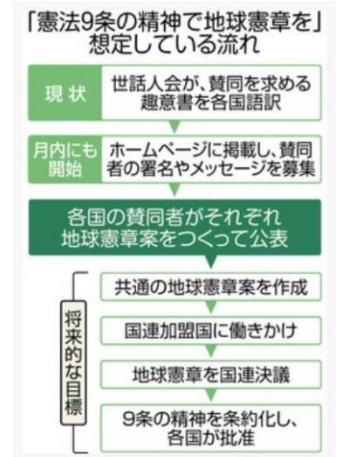 「憲法9条の精神で地球憲章を」
想定している流れ
現状
世話人会が、賛同を求める
趣意書を各国語訳
月内にも
開始
ホームページに掲載し、賛同
者の署名やメッセージを募集
各国の賛同者がそれぞれ
地球憲章案をつくって公表
将来的な目標
共通の地球憲章案を作成
国連加盟国に働きかけ
地球憲章を国連決議
9条の精神を条約化し、
各国が批准